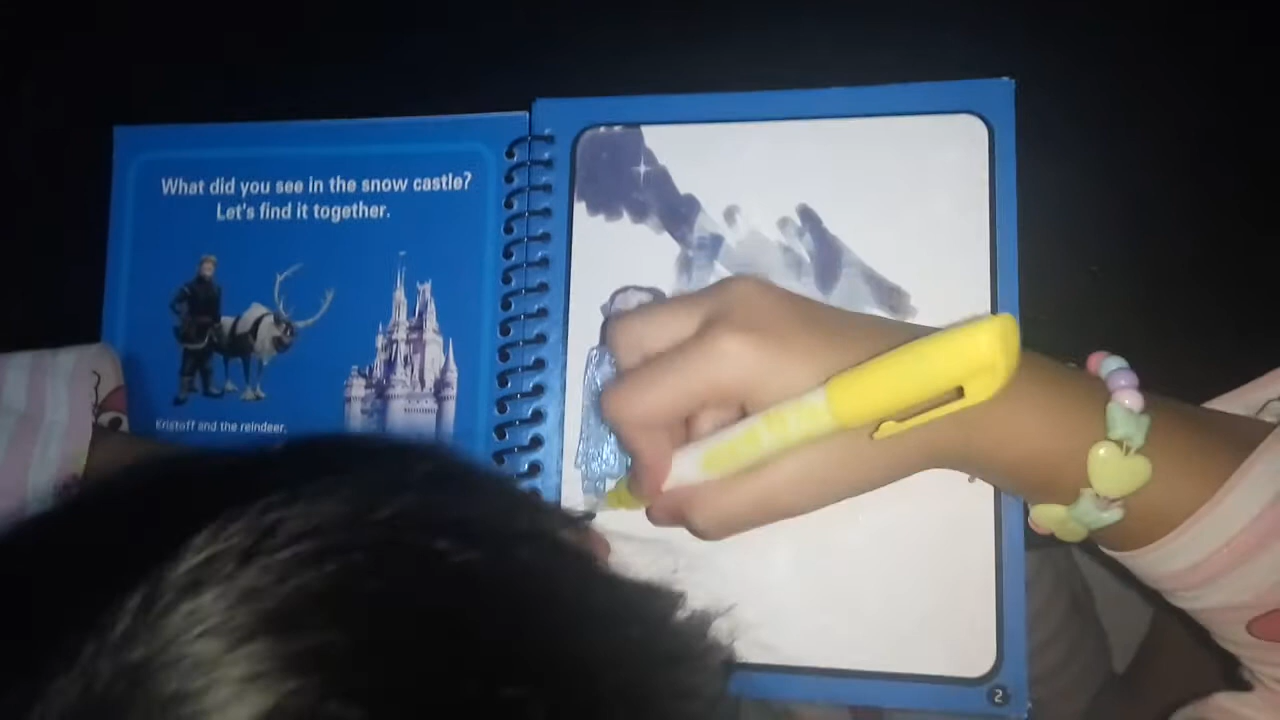 What did you see in the snow castle?
Let's find it together.
Kristoff and the reindeer.
2